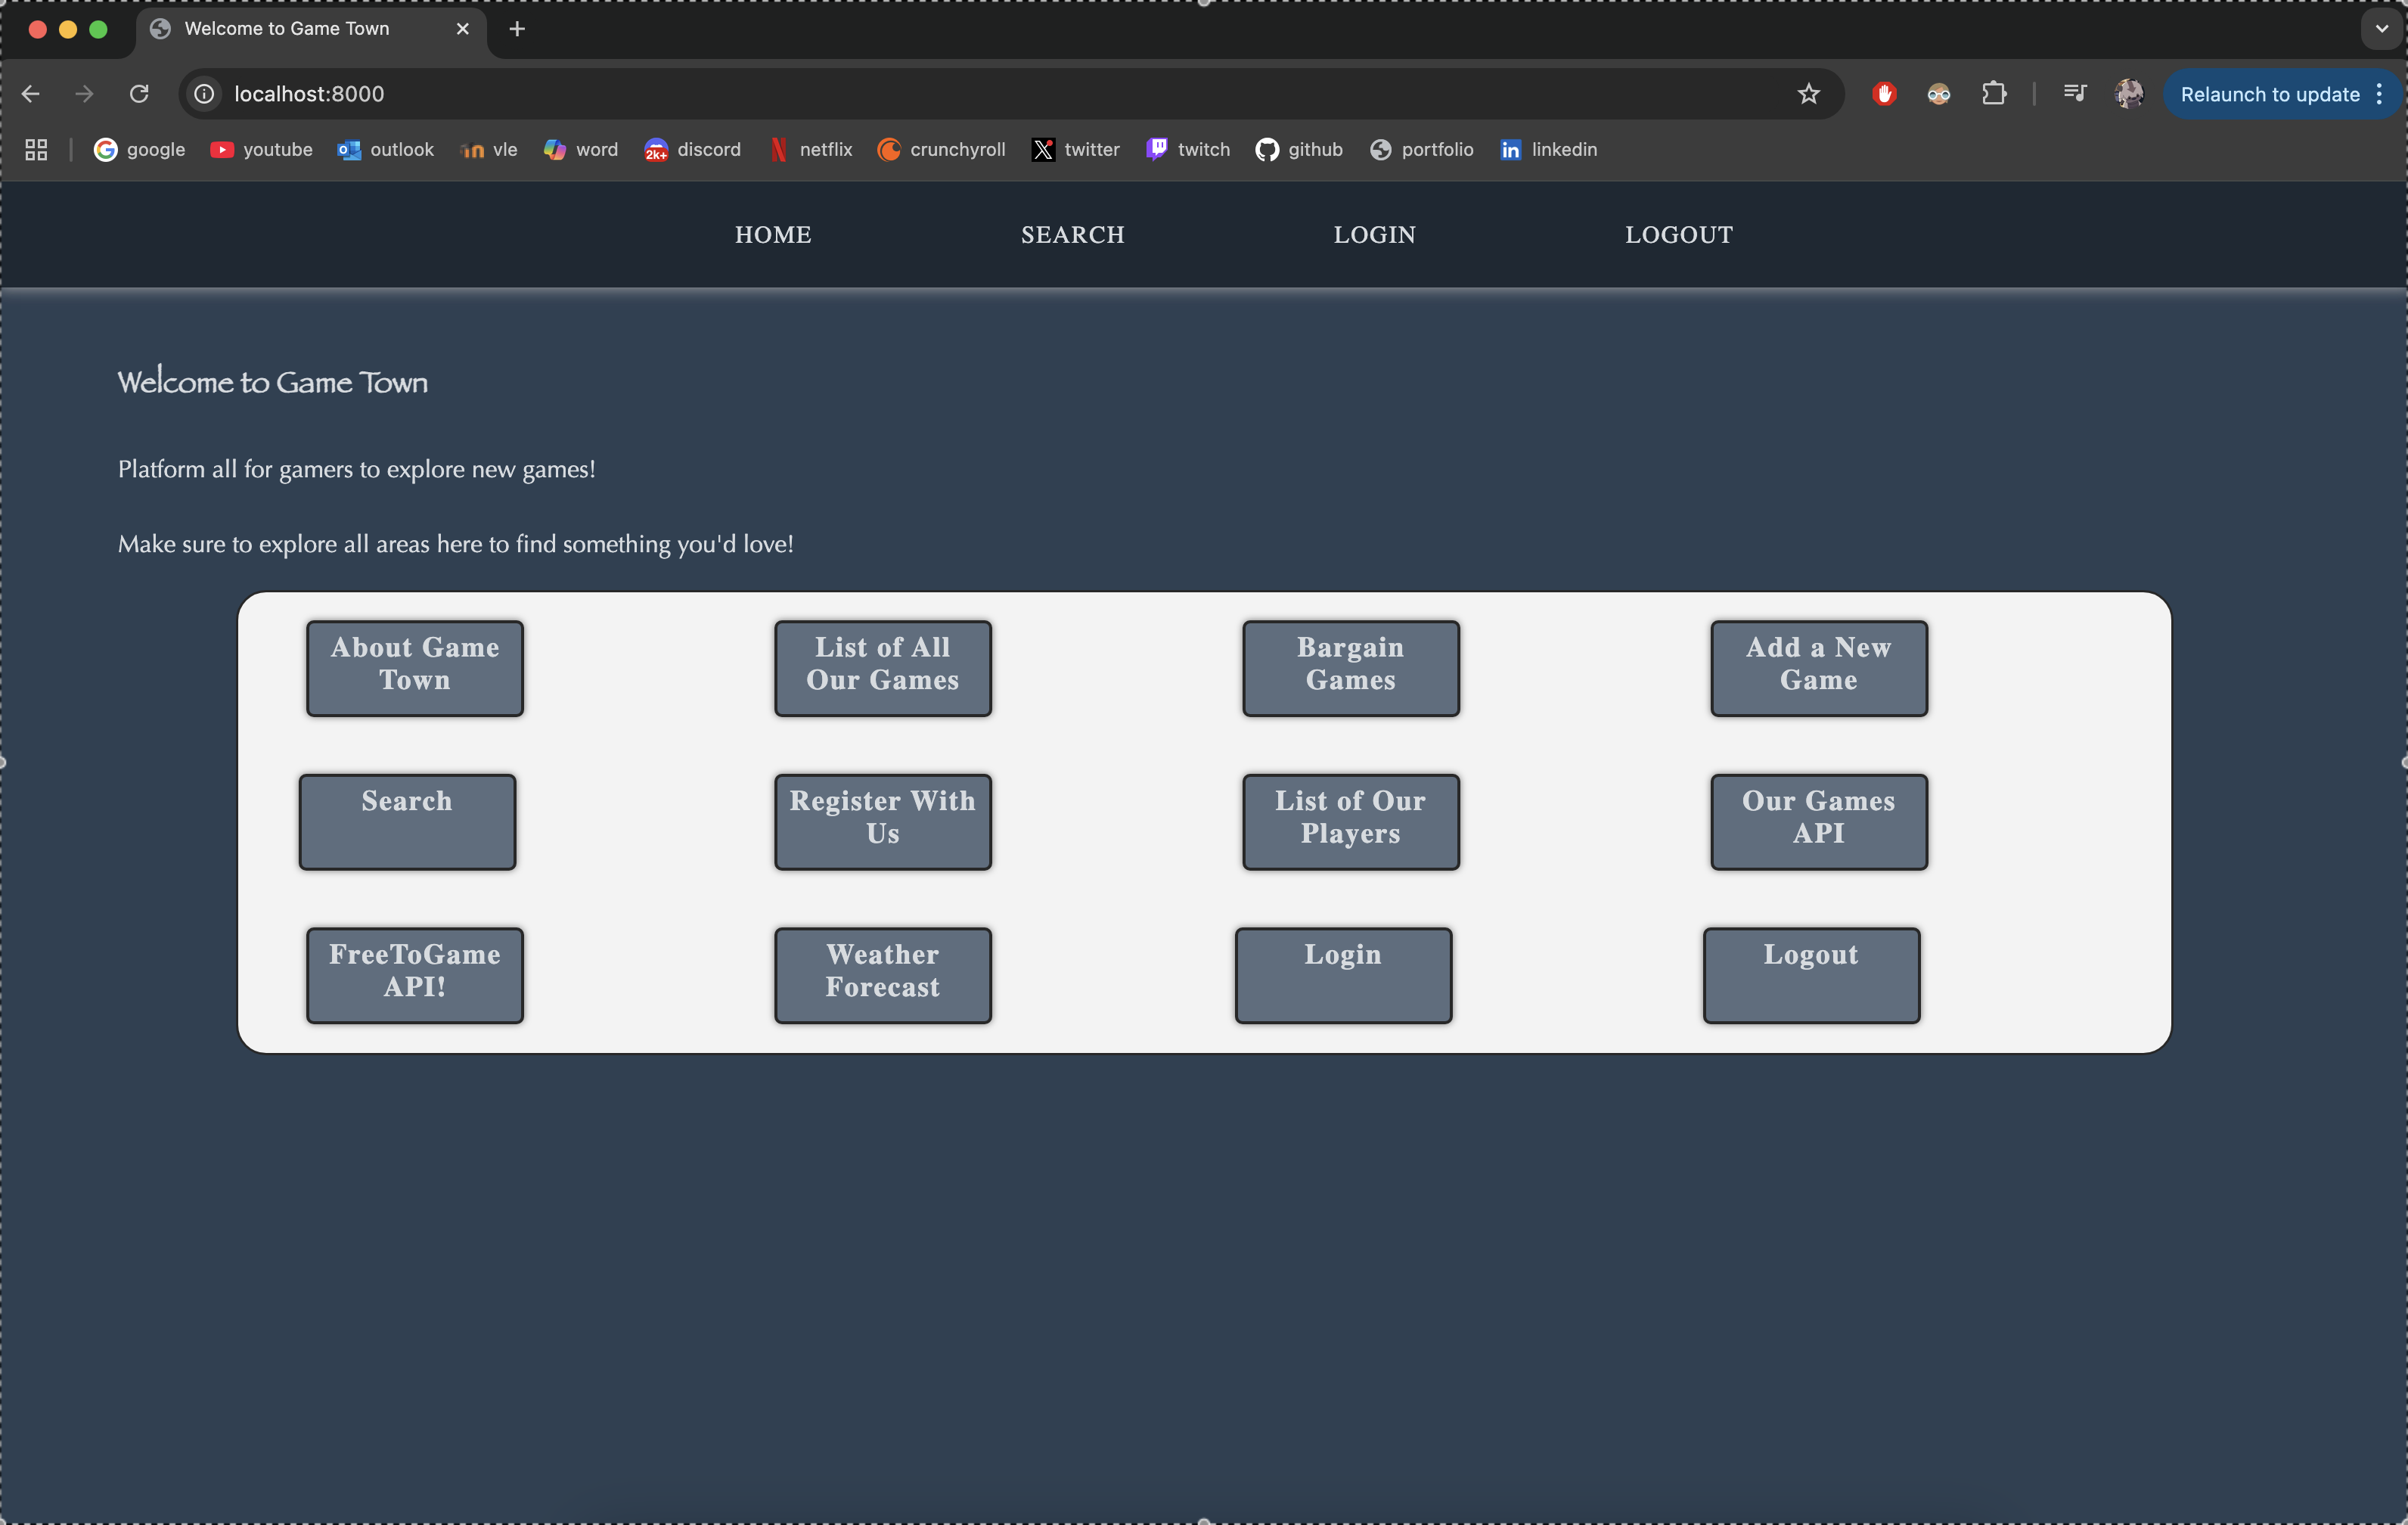 Welcome to Game Town
localhost:8000
Relaunch to update
google youtube outlook vle word 2K+ discord netflix crunchyroll twitter twitch github portfolio linkedin
HOME SEARCH LOGIN LOGOUT
Welcome to Game Town
Platform all for gamers to explore new games!
Make sure to explore all areas here to find something you'd love!
About Game
Town
List of All
Our Games
Bargain
Games
Add a New
Game
Search
Register With
Us
List of Our
Players
Our Games
API
FreeToGame
API!
Weather
Forecast
Login
Logout